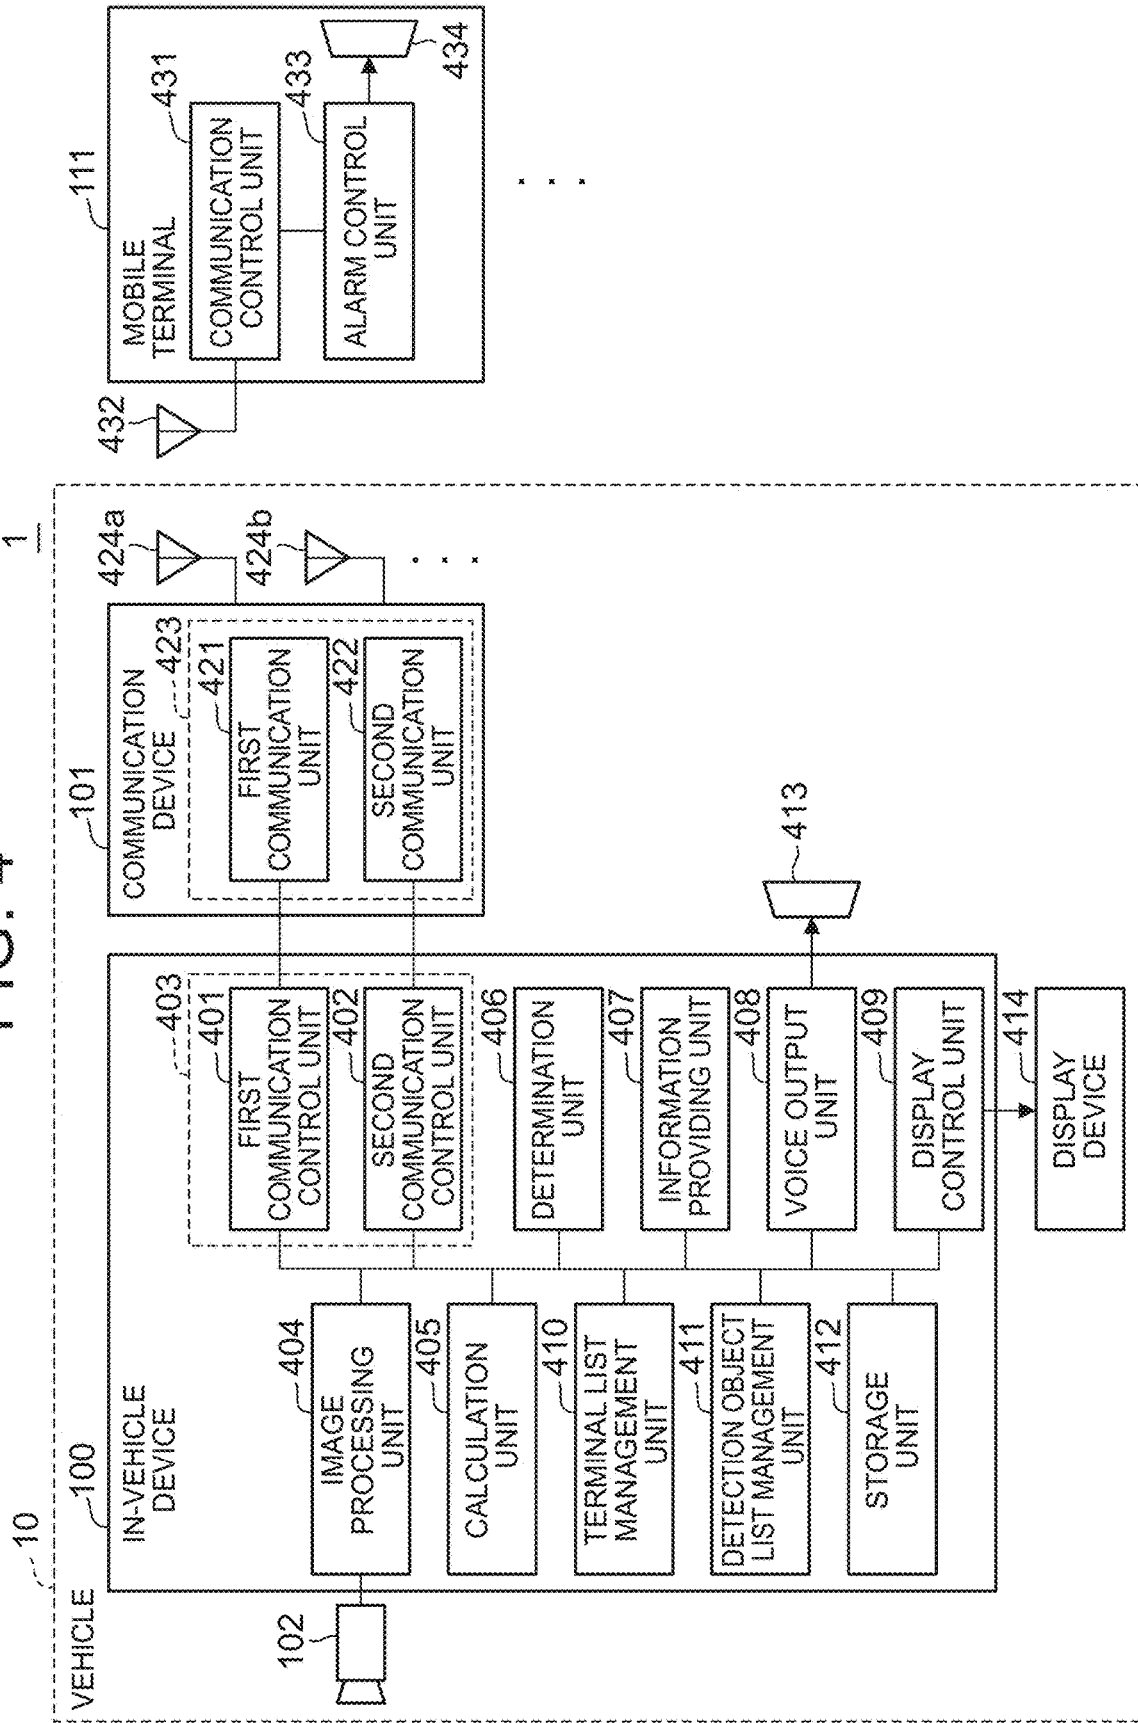 FIG. 4
1
10
VEHICLE
100
IN-VEHICLE
DEVICE
102
404
IMAGE
PROCESSING
UNIT
405
CALCULATION
UNIT
410
TERMINAL LIST
MANAGEMENT
UNIT
411
DETECTION OBJECT
LIST MANAGEMENT
UNIT
412
STORAGE
UNIT
403
401
FIRST
COMMUNICATION
CONTROL UNIT
402
SECOND
COMMUNICATION
CONTROL UNIT
406
DETERMINATION
UNIT
407
INFORMATION
PROVIDING UNIT
408
VOICE OUTPUT
UNIT
409
DISPLAY
CONTROL UNIT
413
414
DISPLAY
DEVICE
101
COMMUNICATION
DEVICE
423
421
FIRST
COMMUNICATION
UNIT
422
SECOND
COMMUNICATION
UNIT
424a
424b
. . .
111
MOBILE
TERMINAL
432
431
COMMUNICATION
CONTROL UNIT
433
ALARM CONTROL
UNIT
434
. . .